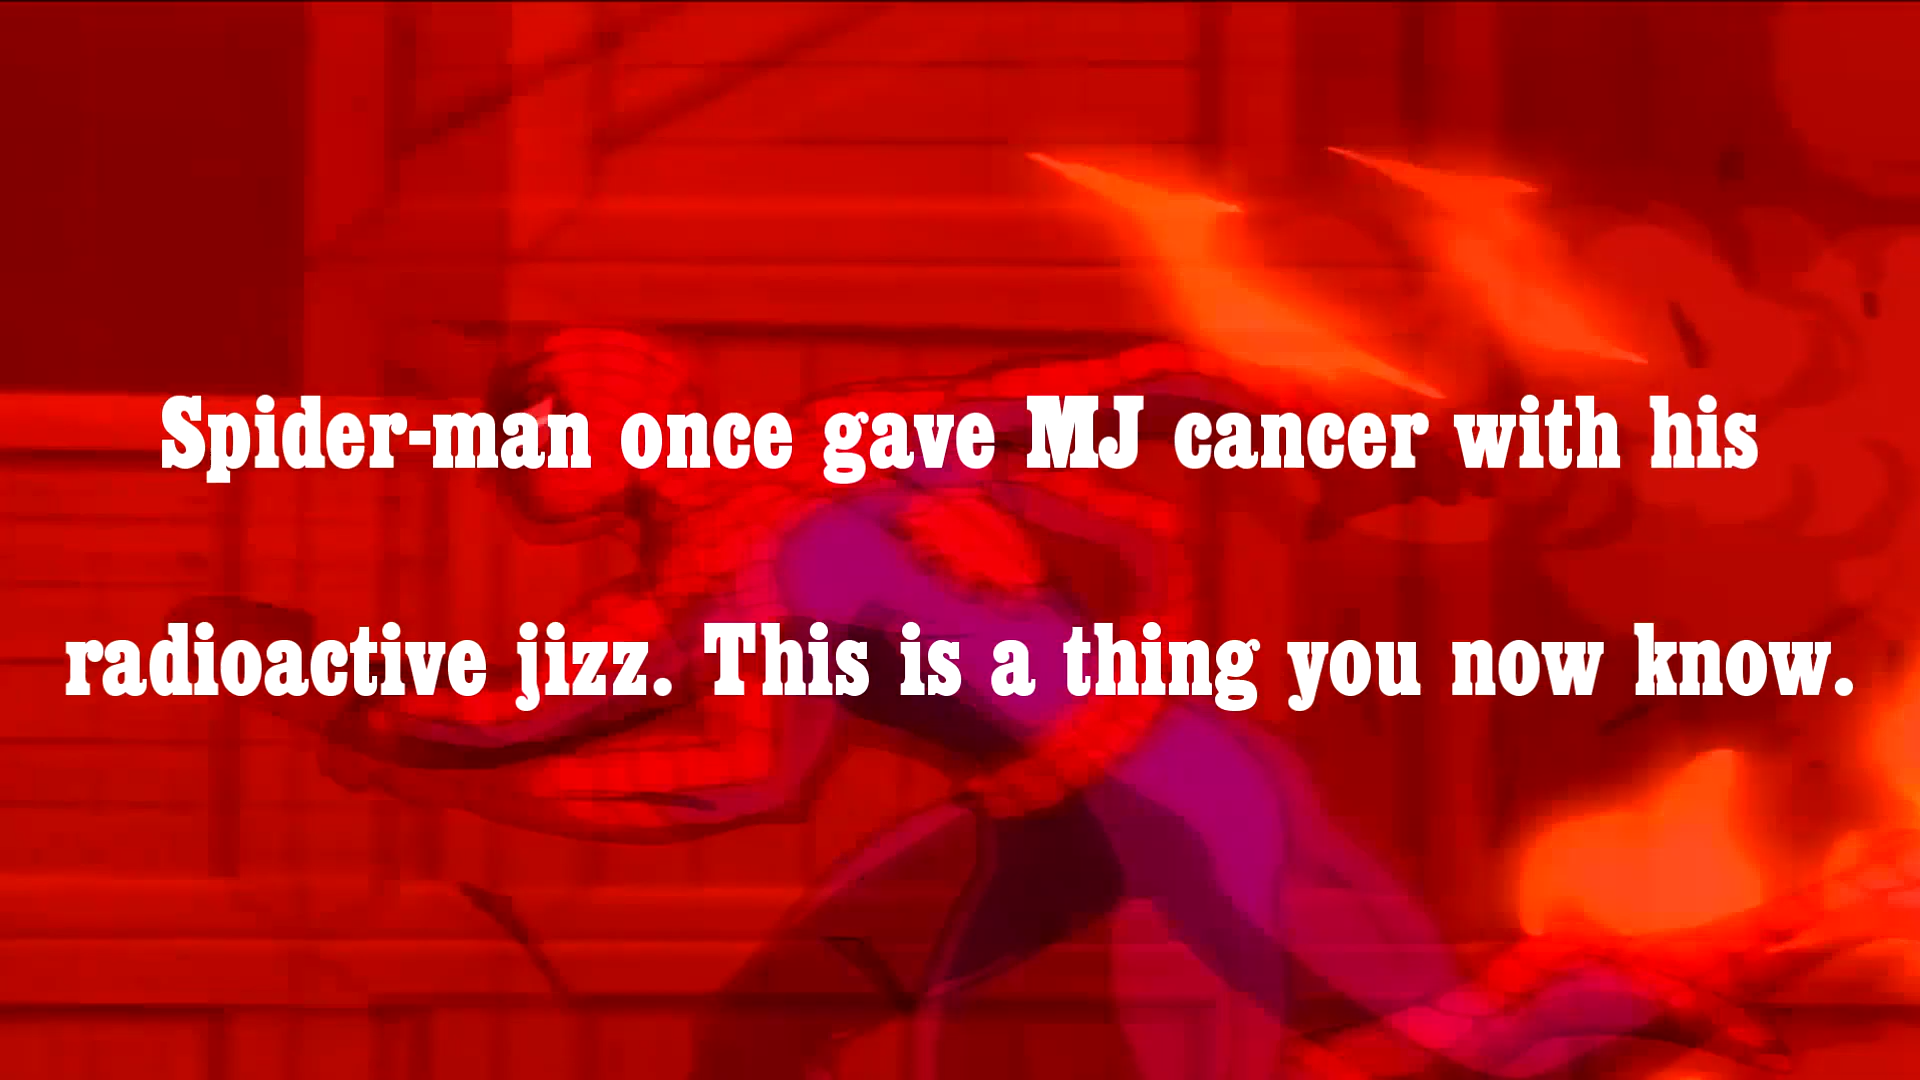 Spider-man once gave MJ cancer with his
radioactive jizz. This is a thing you now know.